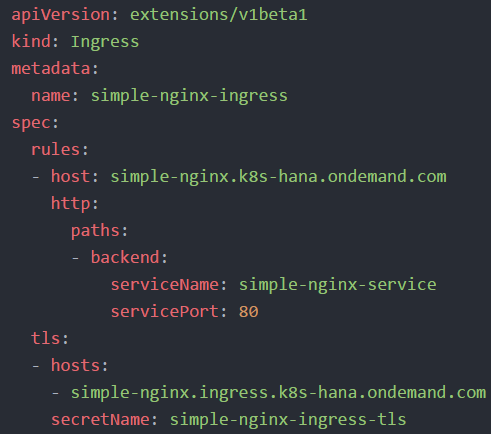 apiVersion: extensions/v1beta1
kind: Ingress
metadata:
  name: simple-nginx-ingress
spec:
  rules:
  - host: simple-nginx.k8s-hana.ondemand.com
    http:
      paths:
      - backend:
          serviceName: simple-nginx-service
          servicePort: 80
  tls:
  - hosts:
    - simple-nginx.ingress.k8s-hana.ondemand.com
    secretName: simple-nginx-ingress-tls